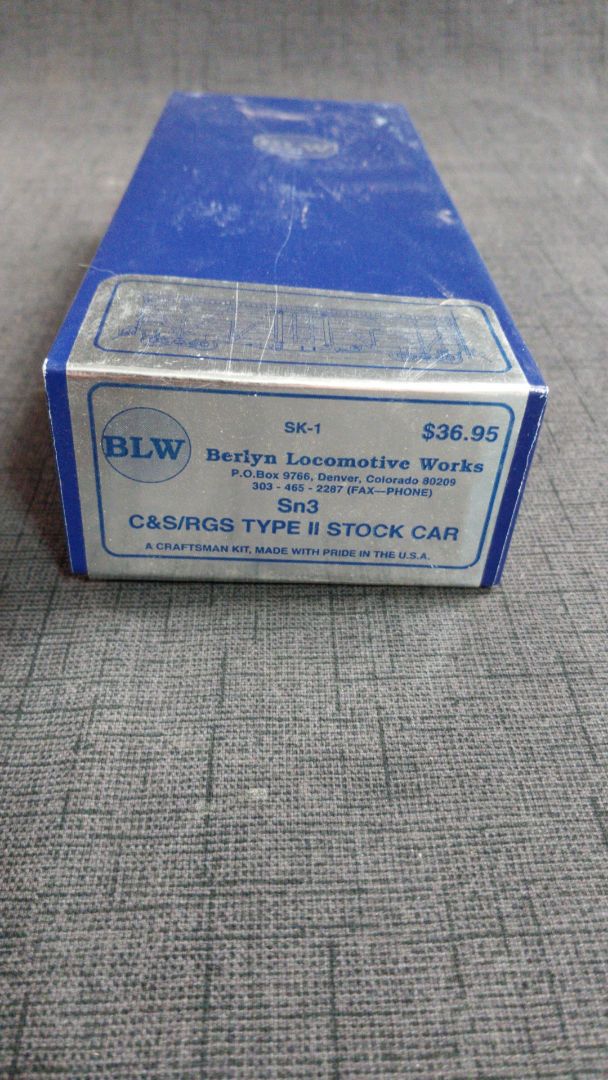 BLW
SK-1
$36.95
BLW
Berlyn Locomotive Works
P.O.Box 9766, Denver, Colorado 80209
303 - 465 - 2287 (FAX—PHONE)
Sn3
C&S/RGS TYPE II STOCK CAR
A CRAFTSMAN KIT, MADE WITH PRIDE IN THE U.S.A.